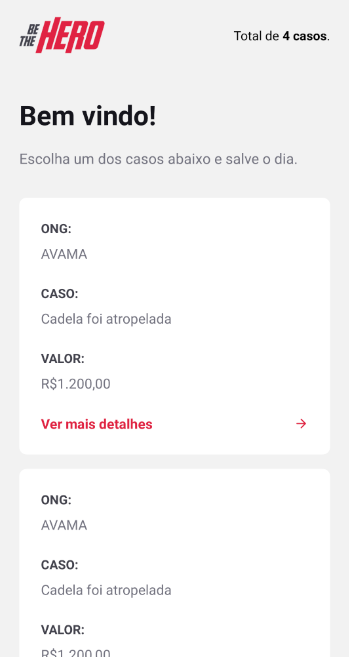 BE THE HERO
Total de 4 casos.
Bem vindo!
Escolha um dos casos abaixo e salve o dia.
ONG:
AVAMA
CASO:
Cadela foi atropelada
VALOR:
R$1.200,00
Ver mais detalhes
ONG:
AVAMA
CASO:
Cadela foi atropelada
VALOR:
R$1.200,00